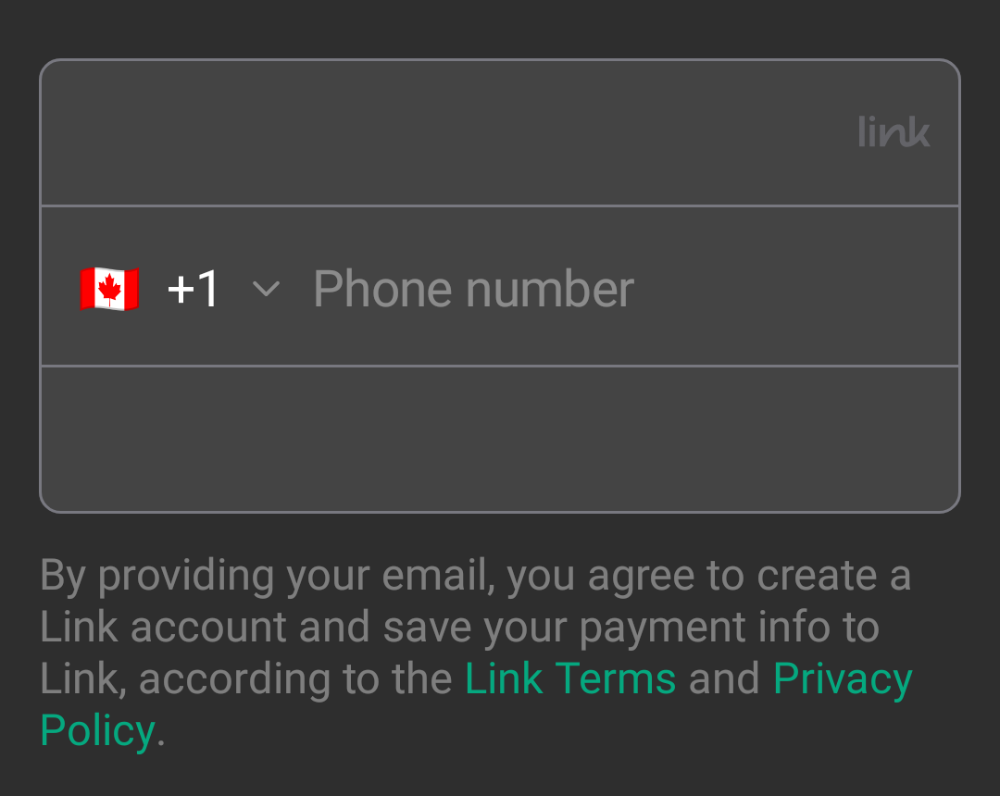 link
+1 Phone number
By providing your email, you agree to create a
Link account and save your payment info to
Link, according to the Link Terms and Privacy
Policy.